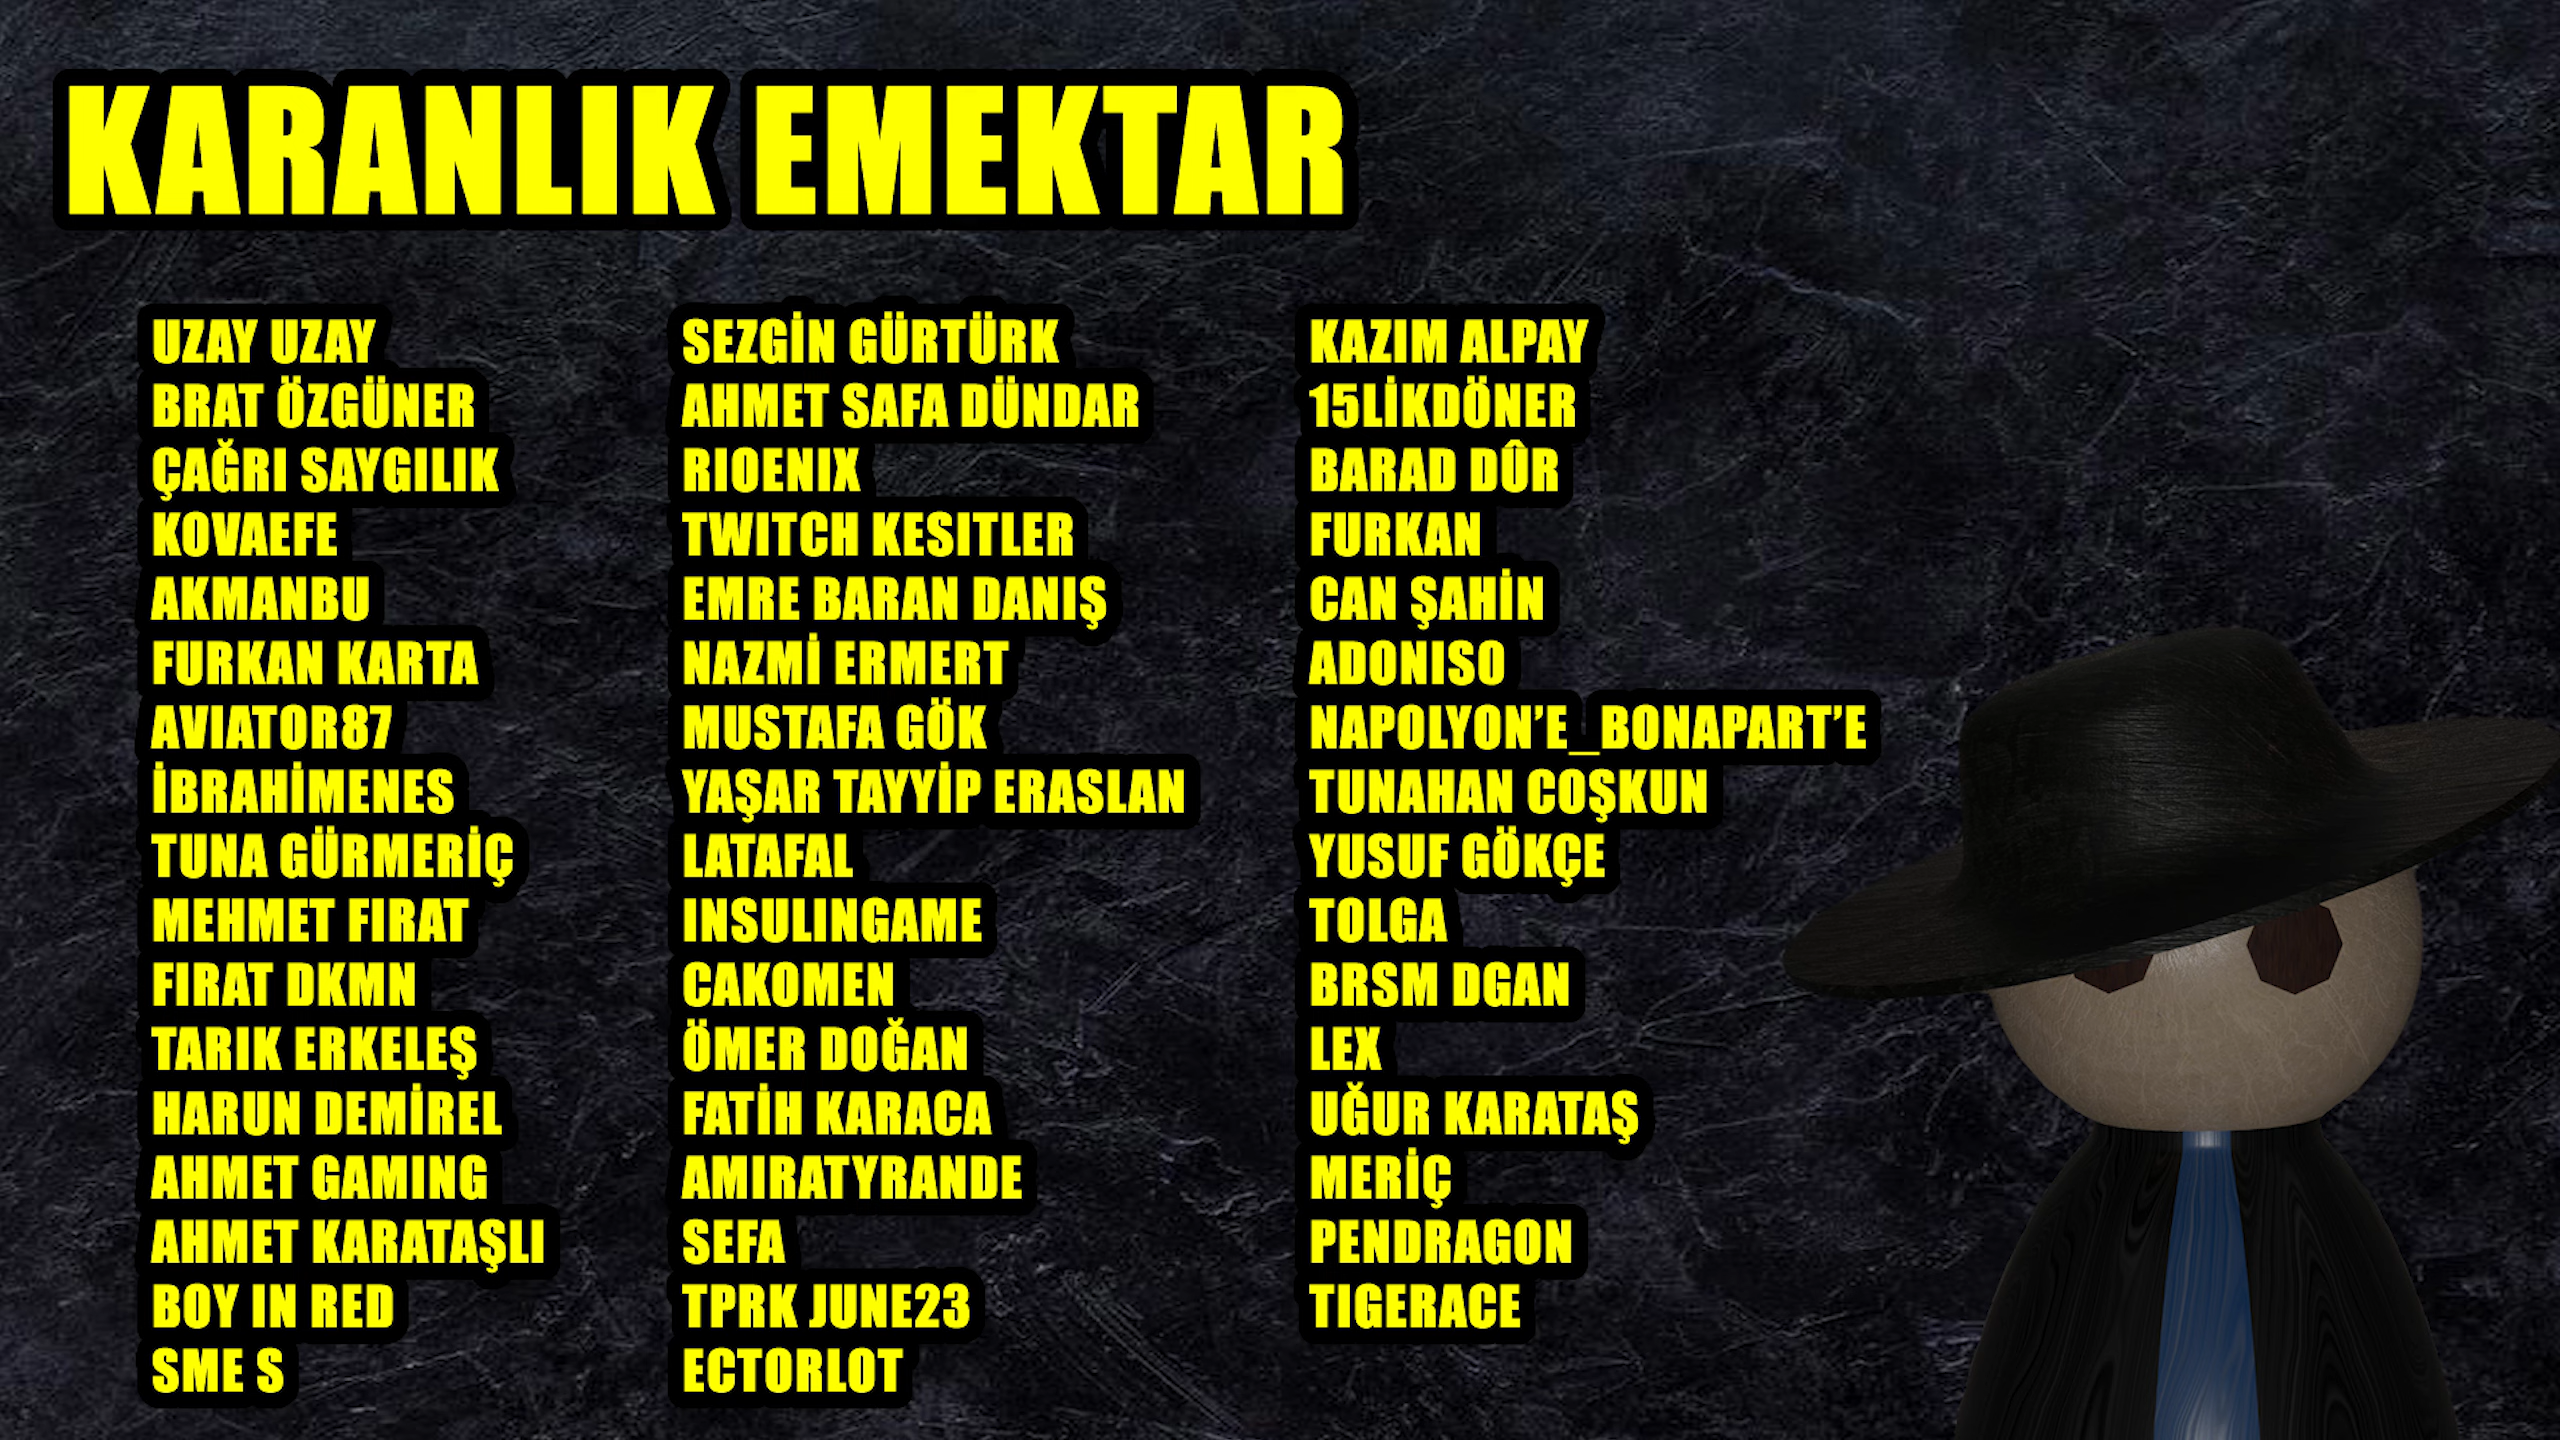 KARANLIK EMEKTAR
UZAY UZAY
BRAT ÖZGÜNER
ÇAĞRI SAYGILIK
KOVAEFE
AKMANBU
FURKAN KARTA
AVIATOR87
İBRAHİMENES
TUNA GÜRMERİÇ
MEHMET FIRAT
FIRAT DKMN
TARIK ERKELEŞ
HARUN DEMİREL
AHMET GAMING
AHMET KARATAŞLI
BOY IN RED
SME S
SEZGİN GÜRTÜRK
AHMET SAFA DÜNDAR
RIOENIX
TWITCH KESITLER
EMRE BARAN DANIŞ
NAZMİ ERMERT
MUSTAFA GÖK
YAŞAR TAYYİP ERASLAN
LATAFAL
INSULINGAME
CAKOMEN
ÖMER DOĞAN
FATİH KARACA
AMIRATYRANDE
SEFA
TPRK JUNE23
ECTORLOT
KAZIM ALPAY
15LİKDÖNER
BARAD DÛR
FURKAN
CAN ŞAHİN
ADONISO
NAPOLYON’E_BONAPART’E
TUNAHAN COŞKUN
YUSUF GÖKÇE
TOLGA
BRSM DGAN
LEX
UĞUR KARATAŞ
MERİÇ
PENDRAGON
TIGERACE